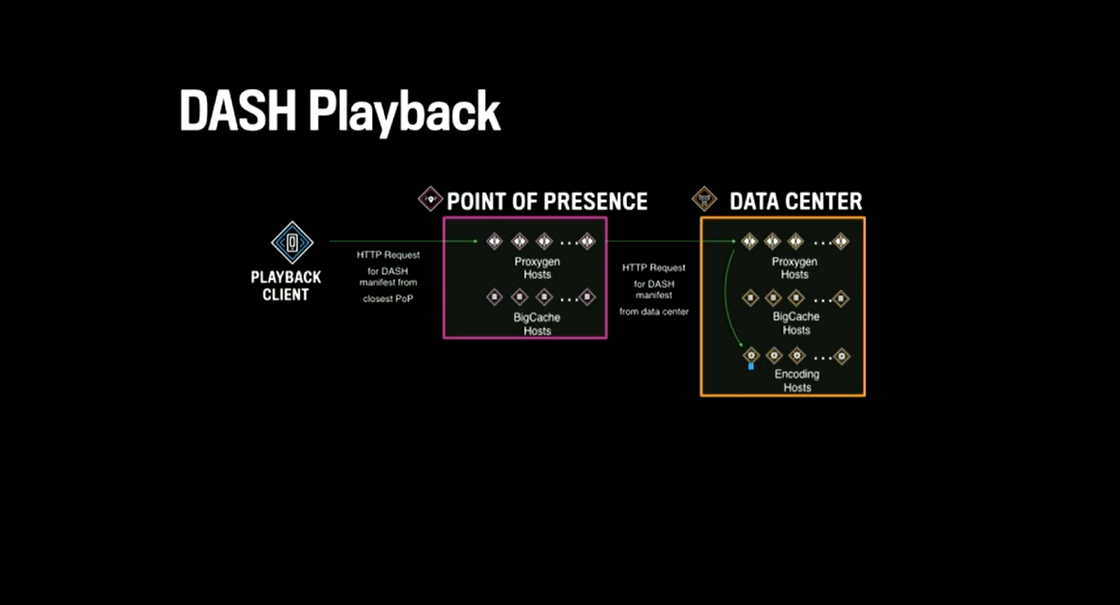 DASH Playback
POINT OF PRESENCE
DATA CENTER
PLAYBACK
CLIENT
HTTP Request
for DASH
manifest from
closest PoP
Proxygen
Hosts
BigCache
Hosts
HTTP Request
for DASH
manifest
from data center
Proxygen
Hosts
BigCache
Hosts
Encoding
Hosts